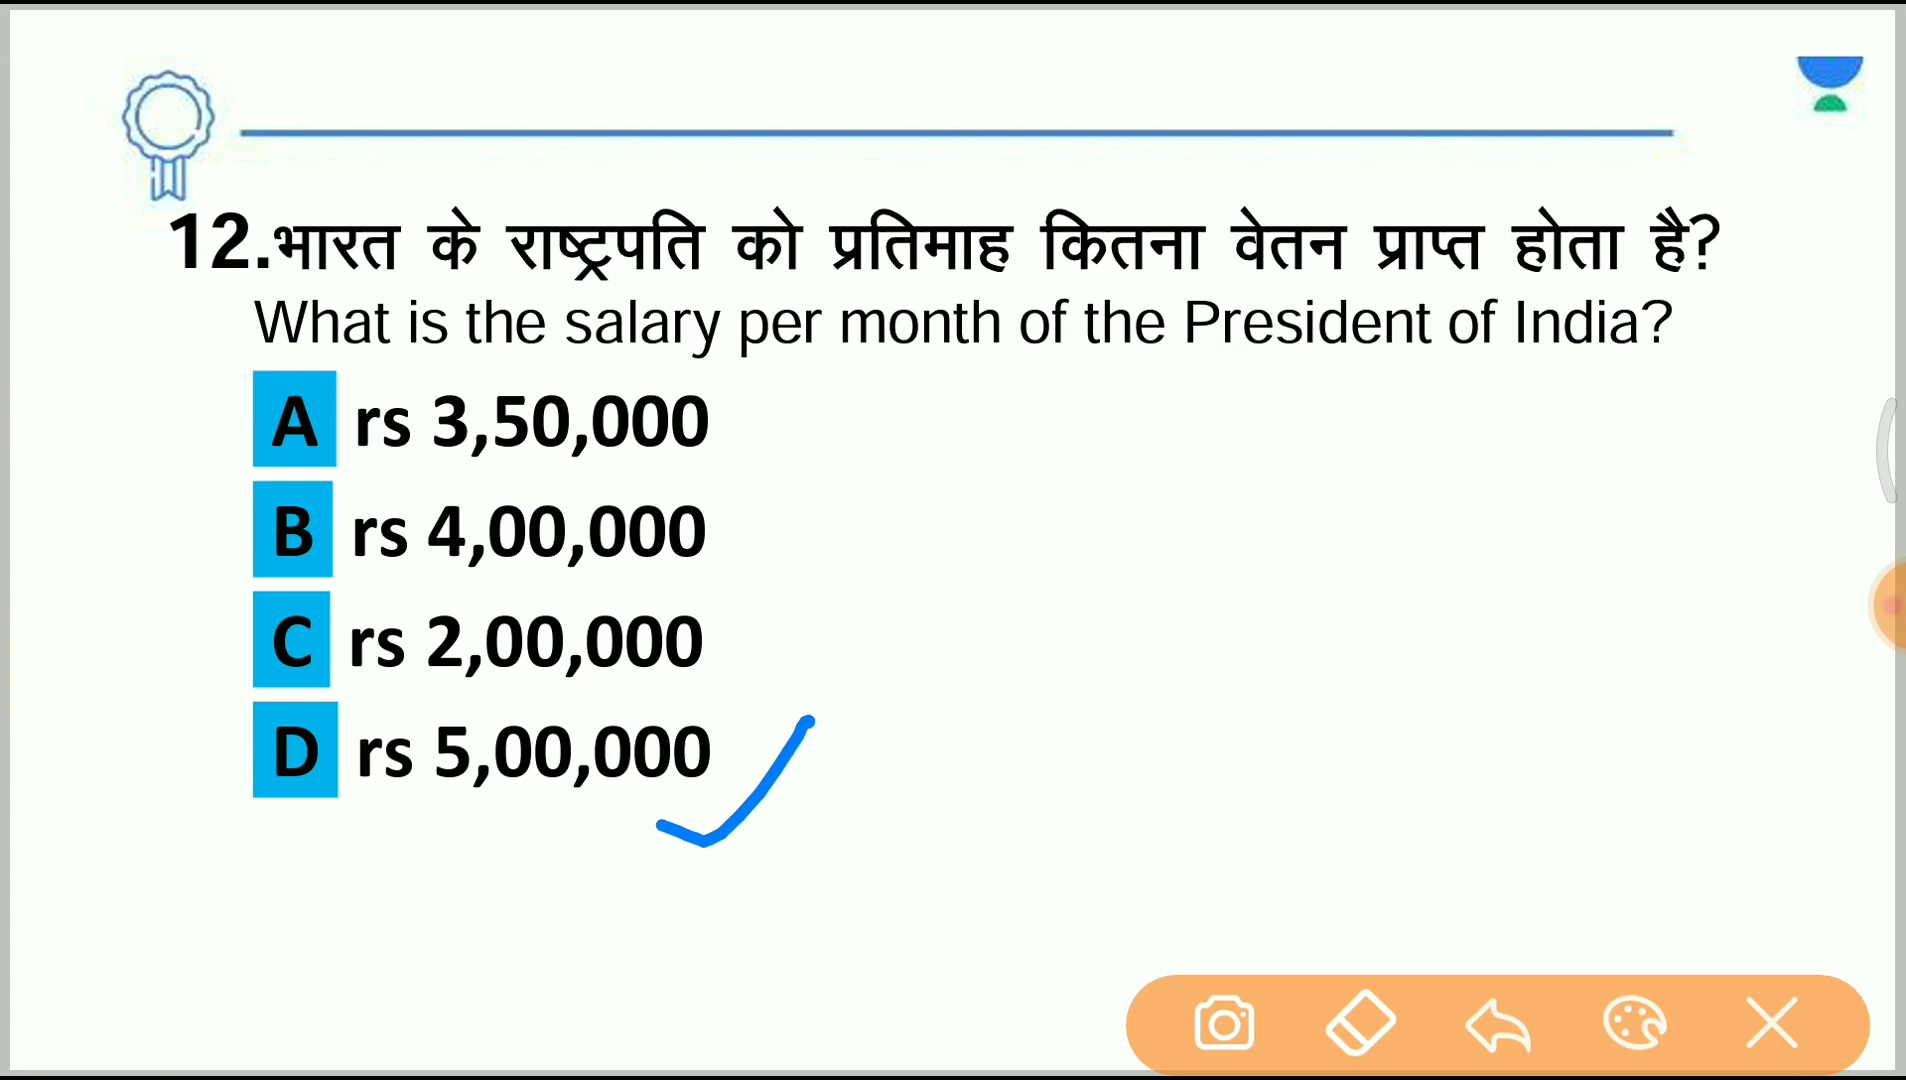 12.भारत के राष्ट्रपति को प्रतिमाह कितना वेतन प्राप्त होता है?
What is the salary per month of the President of India?
A rs 3,50,000
B rs 4,00,000
C rs 2,00,000
D rs 5,00,000